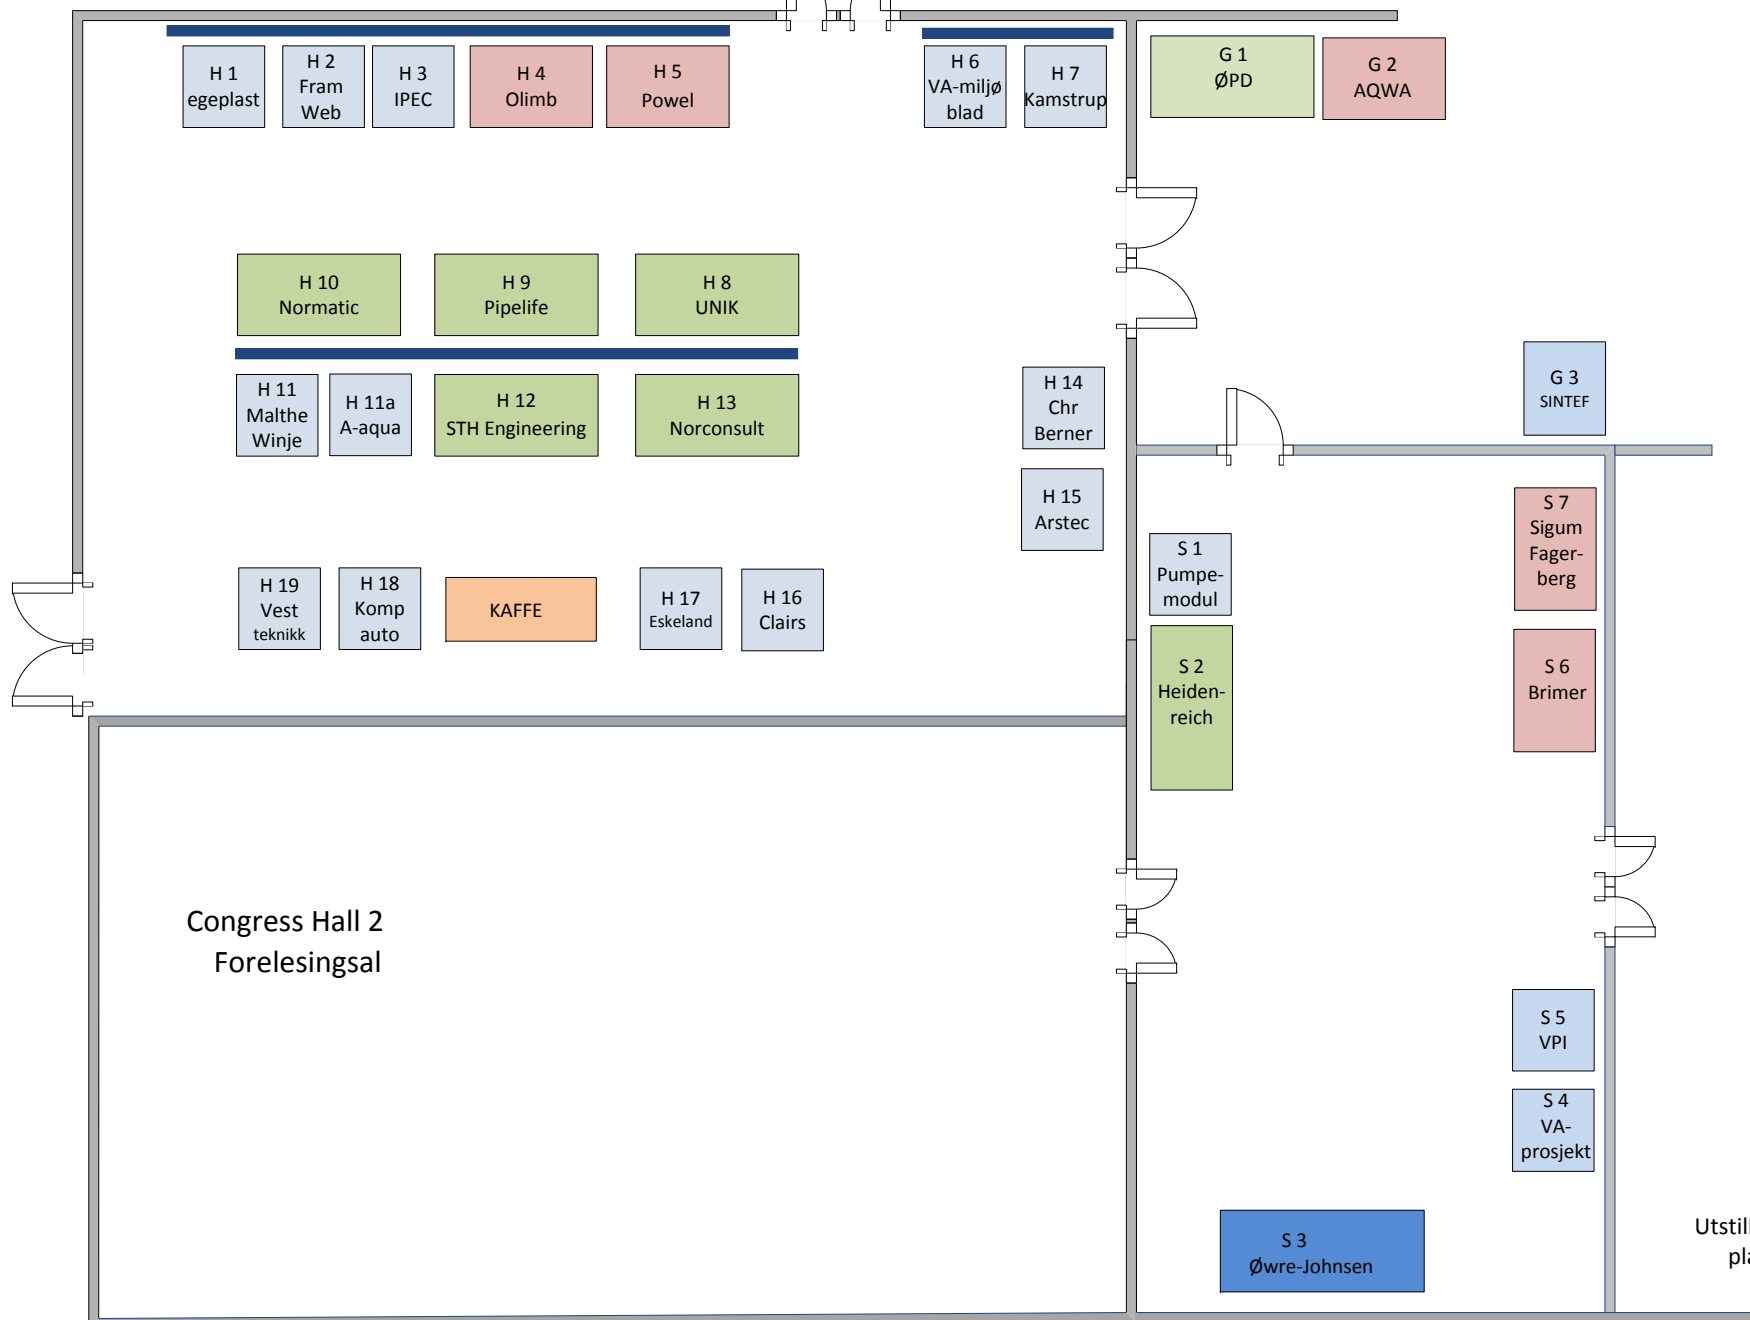 H 1
egeplast
H 2
Fram
Web
H 3
IPEC
H 4
Olimb
H 5
Powel
H 6
VA-miljø
blad
H 7
Kamstrup
G 1
ØPD
G 2
AQWA
H 10
Normatic
H 9
Pipelife
H 8
UNIK
H 11
Malthe
Winje
H 11a
A-aqua
H 12
STH Engineering
H 13
Norconsult
H 14
Chr
Berner
G 3
SINTEF
H 15
Arstec
S 7
Sigum
Fager-
berg
S 1
Pumpe-
modul
H 19
Vest
teknikk
H 18
Komp
auto
KAFFE
H 17
Eskeland
H 16
Clairs
S 2
Heiden-
reich
S 6
Brimer
Congress Hall 2
Forelesingsal
S 5
VPI
S 4
VA-
prosjekt
S 3
Øwre-Johnsen